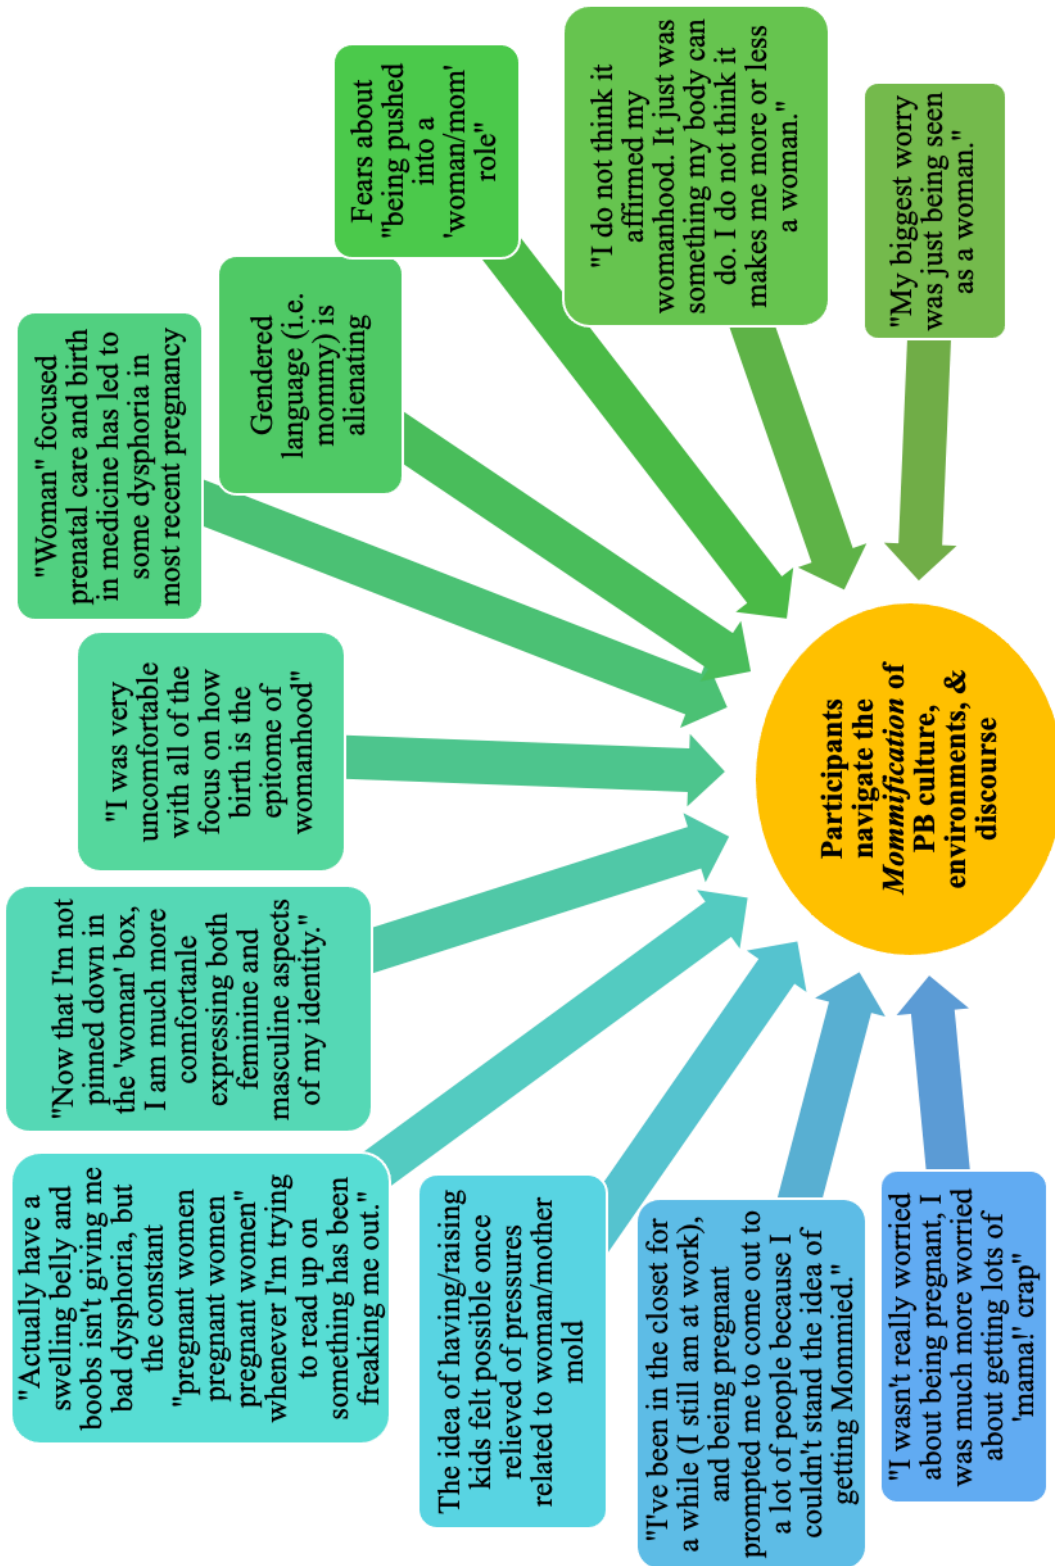 "I wasn't really worried
about being pregnant, I
was much more worried
about getting lots of
'mama!' crap"
"I've been in the closet for
a while (I still am at work),
and being pregnant
prompted me to come out to
a lot of people because I
couldn't stand the idea of
getting Mommied."
The idea of having/raising
kids felt possible once
relieved of pressures
related to woman/mother
mold
"Actually have a
swelling belly and
boobs isn't giving me
bad dysphoria, but
the constant
"pregnant women
pregnant women
pregnant women"
whenever I'm trying
to read up on
something has been
freaking me out."
"Now that I'm not
pinned down in
the 'woman' box,
I am much more
comfortanle
expressing both
feminine and
masculine aspects
of my identity."
"I was very
uncomfortable
with all of the
focus on how
birth is the
epitome of
womanhood"
"Woman" focused
prenatal care and birth
in medicine has led to
some dysphoria in
most recent pregnancy
Gendered
language (i.e.
mommy) is
alienating
Fears about
"being pushed
into a
'woman/mom'
role"
"I do not think it
affirmed my
womanhood. It just was
something my body can
do. I do not think it
makes me more or less
a woman."
"My biggest worry
was just being seen
as a woman."
Participants
navigate the
Mommification of
PB culture,
environments, &
discourse